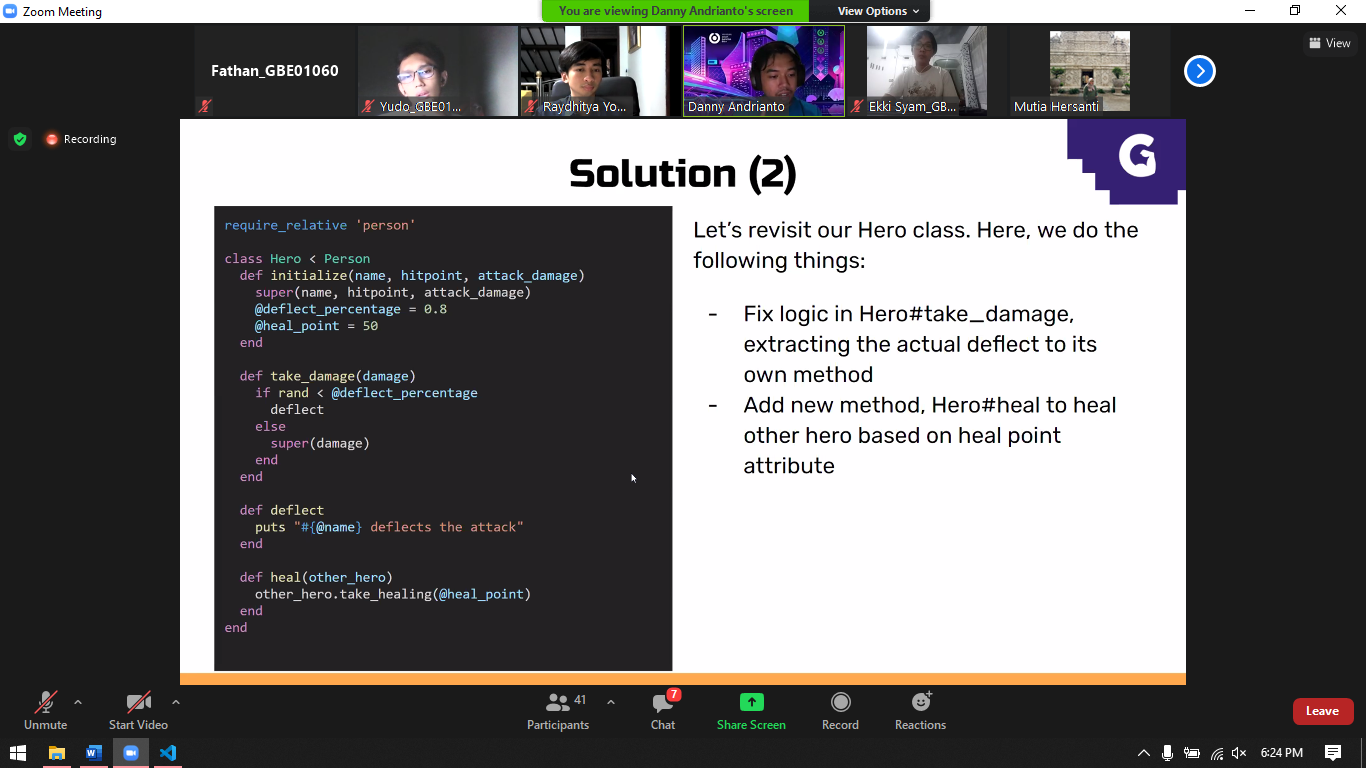 Zoom Meeting
You are viewing Danny Andrianto's screen
View Options
Fathan_GBE01060
Yudo_GBE01...
Raydhitya Yo...
Danny Andrianto
Ekki Syam_GB...
Mutia Hersanti
View
Recording
Solution (2)
G
require_relative 'person'
class Hero < Person
  def initialize(name, hitpoint, attack_damage)
    super(name, hitpoint, attack_damage)
    @deflect_percentage = 0.8
    @heal_point = 50
  end
  def take_damage(damage)
    if rand < @deflect_percentage
      deflect
    else
      super(damage)
    end
  end
  def deflect
    puts "#{@name} deflects the attack"
  end
  def heal(other_hero)
    other_hero.take_healing(@heal_point)
  end
end
Let's revisit our Hero class. Here, we do the
following things:
- Fix logic in Hero#take_damage,
extracting the actual deflect to its
own method
- Add new method, Hero#heal to heal
other hero based on heal point
attribute
Unmute
Start Video
41
Participants
7
Chat
Share Screen
Record
Reactions
Leave
6:24 PM